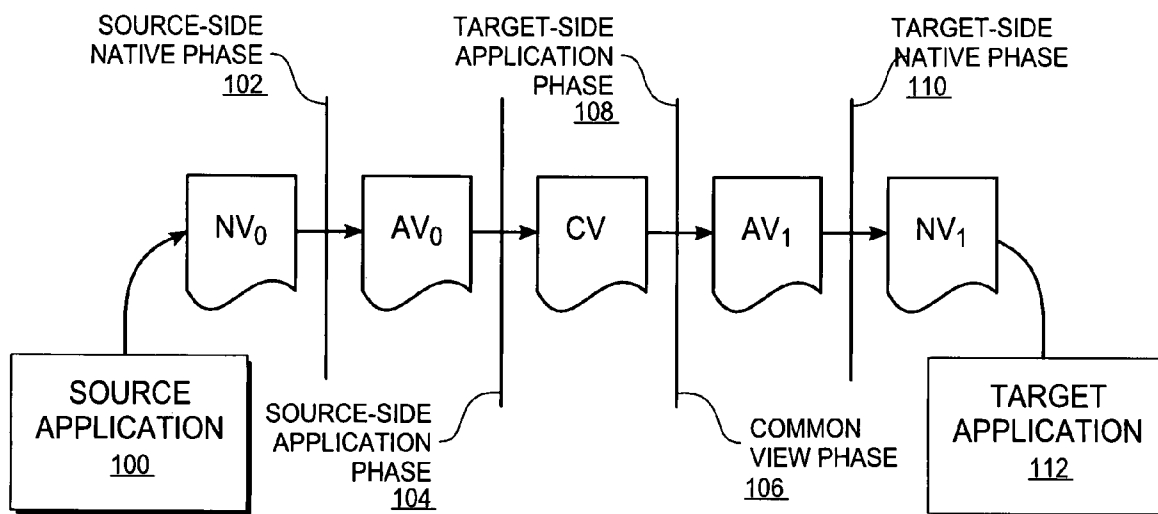 SOURCE-SIDE
NATIVE PHASE
102
TARGET-SIDE
APPLICATION
PHASE
108
TARGET-SIDE
NATIVE PHASE
110
NV0
AV0
CV
AV1
NV1
SOURCE
APPLICATION
100
SOURCE-SIDE
APPLICATION
PHASE
104
COMMON
VIEW PHASE
106
TARGET
APPLICATION
112